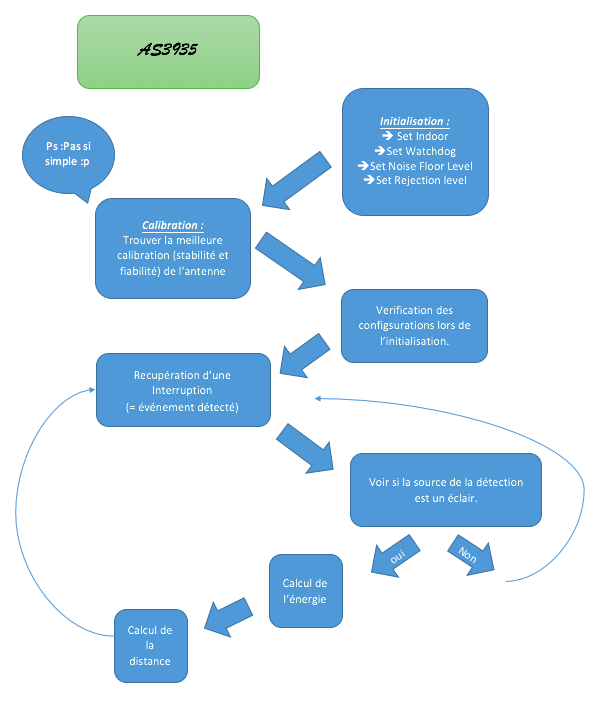 AS3935
Initialisation :
➔ Set Indoor
➔Set Watchdog
➔Set Noise Floor Level
➔Set Rejection level
Ps :Pas si
simple :p
Calibration :
Trouver la meilleure
calibration (stabilité et
fiabilité) de l'antenne
Verification des
configsurations lors de
l'initialisation.
Recupération d'une
Interruption
(= événement détecté)
Voir si la source de la détection
est un éclair.
oui
Non
Calcul de
l'énergie
Calcul de
la
distance